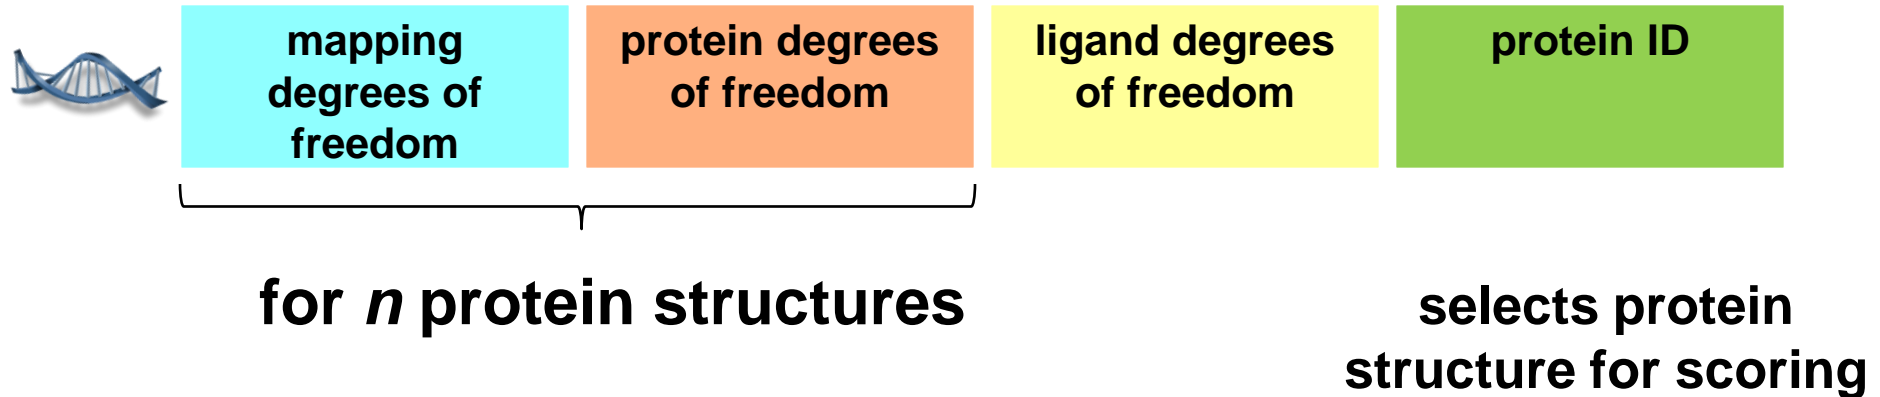 mapping
degrees of
freedom
protein degrees
of freedom
ligand degrees
of freedom
protein ID
for n protein structures
selects protein
structure for scoring